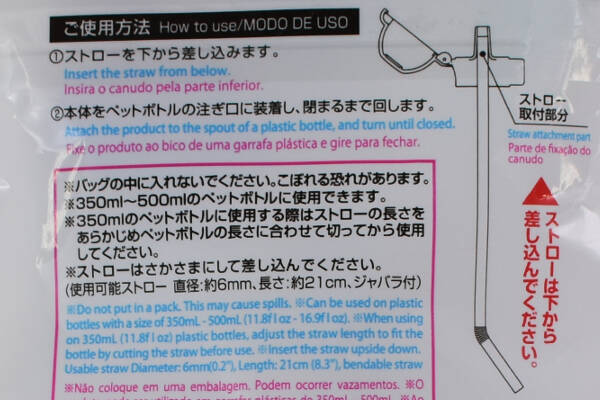 ご使用方法 How to use/MODO DE USO
①ストローを下から差し込みます。
Insert the straw from below.
Insira o canudo pela parte inferior.
②本体をペットボトルの注ぎ口に装着し、閉まるまで回します。
Attach the product to the spout of a plastic bottle, and turn until closed.
Fixe o produto ao bico de uma garrafa plástica e gire para fechar.
※バッグの中に入れないでください。こぼれる恐れがあります。
※350ml～500mlのペットボトルに使用できます。
※350mlのペットボトルに使用する際はストローの長さを
あらかじめペットボトルの長さに合わせて切ってから使用
してください。
※ストローはさかさまにして差し込んでください。
(使用可能ストロー 直径:約6mm、長さ:約21cm、ジャバラ付)
※Do not put in a pack. This may cause spills. ※Can be used on plastic
bottles with a size of 350mL - 500mL (11.8fl oz - 16.9fl oz). ※When using
on 350mL (11.8fl oz) plastic bottles, adjust the straw length to fit the
bottle by cutting the straw before use. ※Insert the straw upside down.
Usable straw Diameter: 6mm(0.2"), Length: 21cm (8.3"), bendable straw
※Não coloque em uma embalagem. Podem ocorrer vazamentos. ※O
ストロー
取付部分
Straw attachment part
Parte de fixação do
canudo
▲ストローは下から
差し込んでください。